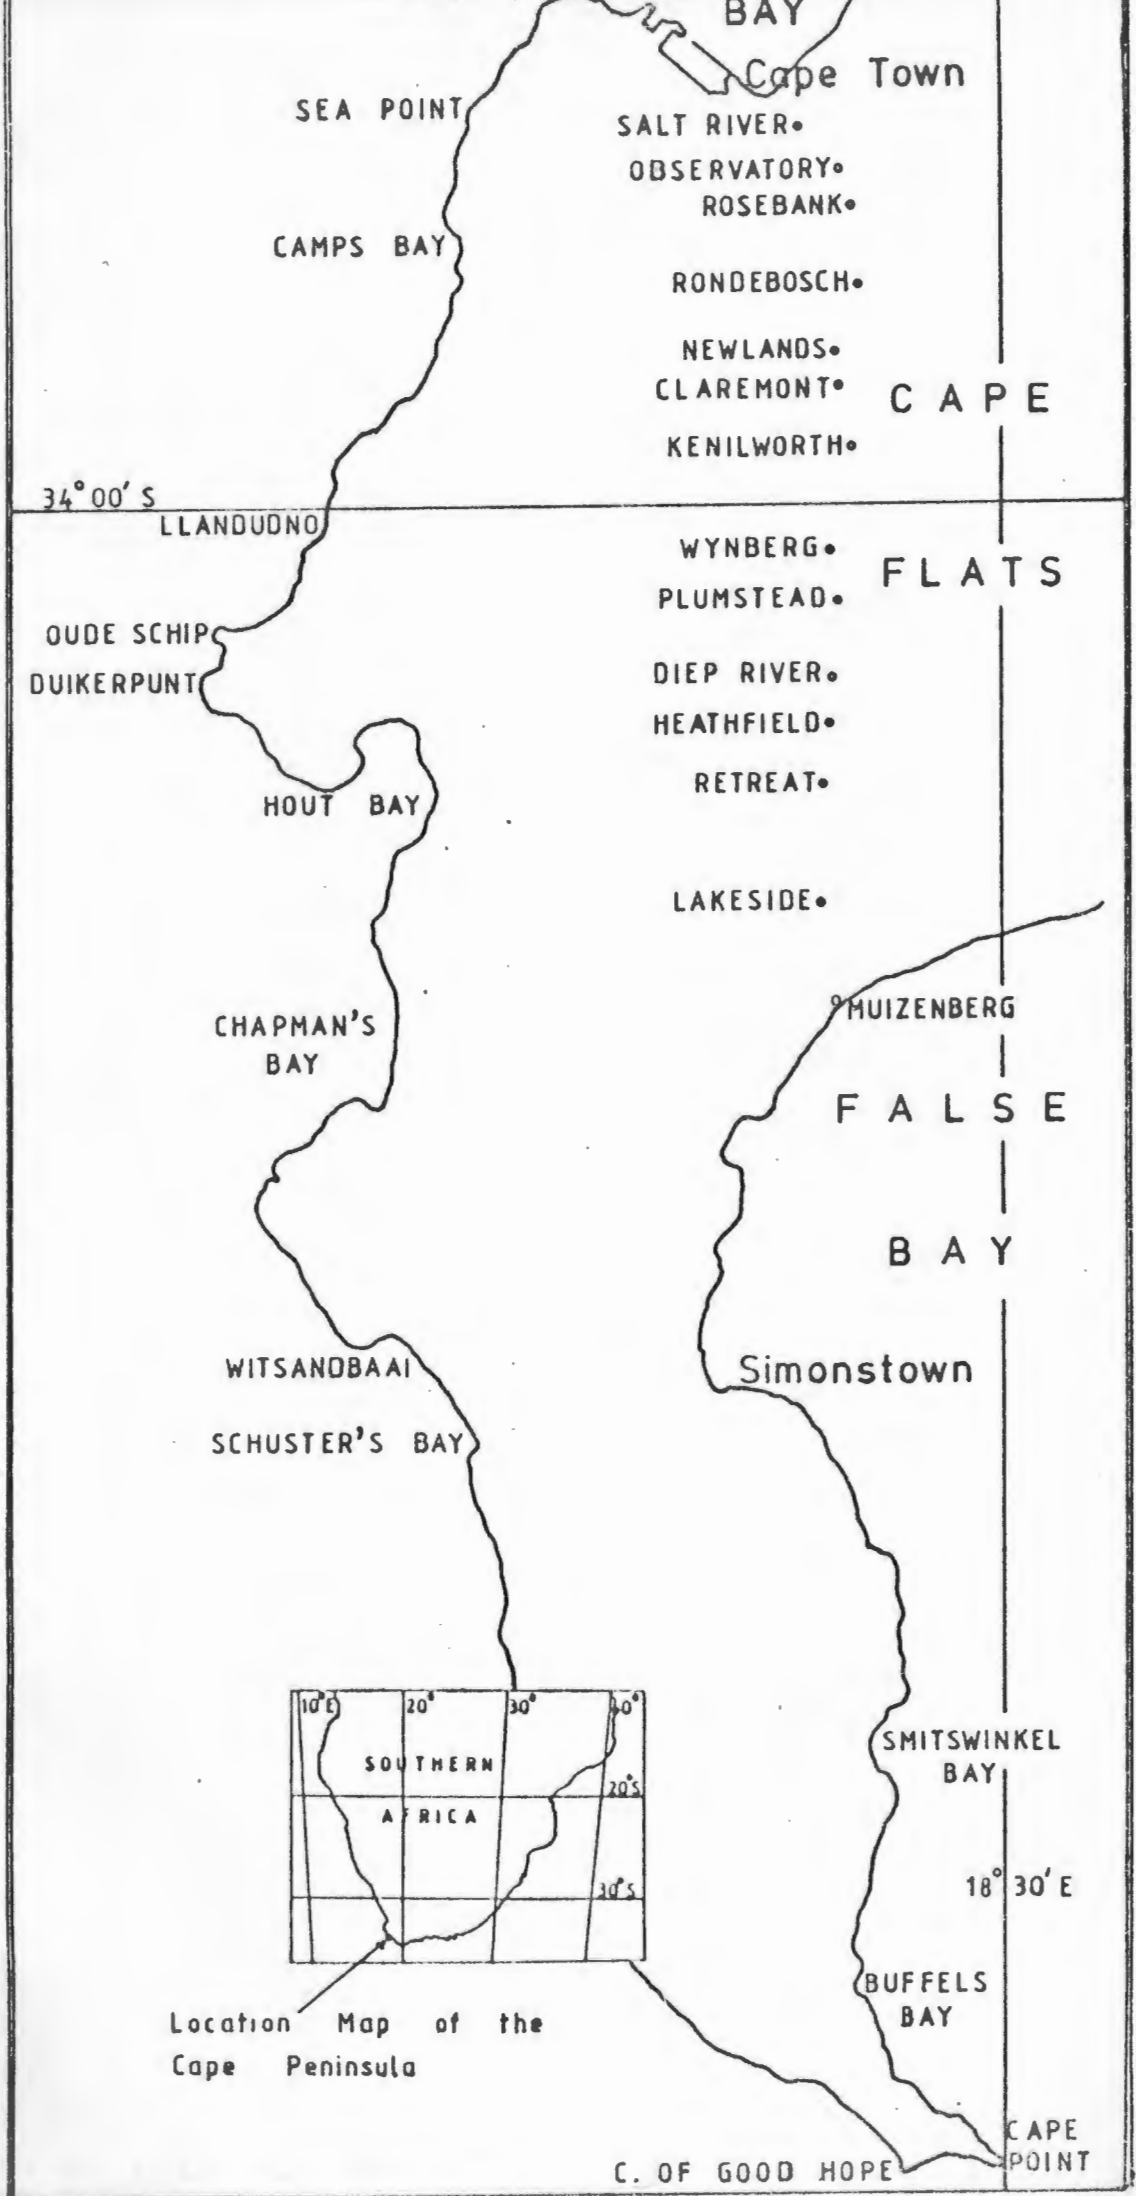 BAY
Cape Town
SEA POINT
SALT RIVER
OBSERVATORY
ROSEBANK
CAMPS BAY
RONDEBOSCH
NEWLANDS
CLAREMONT
CAPE
KENILWORTH
34°00' S
LLANDUDNO
WYNBERG
FLATS
PLUMSTEAD
OUDE SCHIP
DUIKERPUNT
DIEP RIVER
HEATHFIELD
RETREAT
HOUT BAY
LAKESIDE
MUIZENBERG
CHAPMAN'S
BAY
FALSE
BAY
WITSANDBAAI
Simonstown
SCHUSTER'S BAY
10°E 20° 30° 40°
SOUTHERN
AFRICA
20°S
30°S
SMITSWINKEL
BAY
18°30' E
BUFFELS
BAY
Location Map of the
Cape Peninsula
CAPE
POINT
C. OF GOOD HOPE